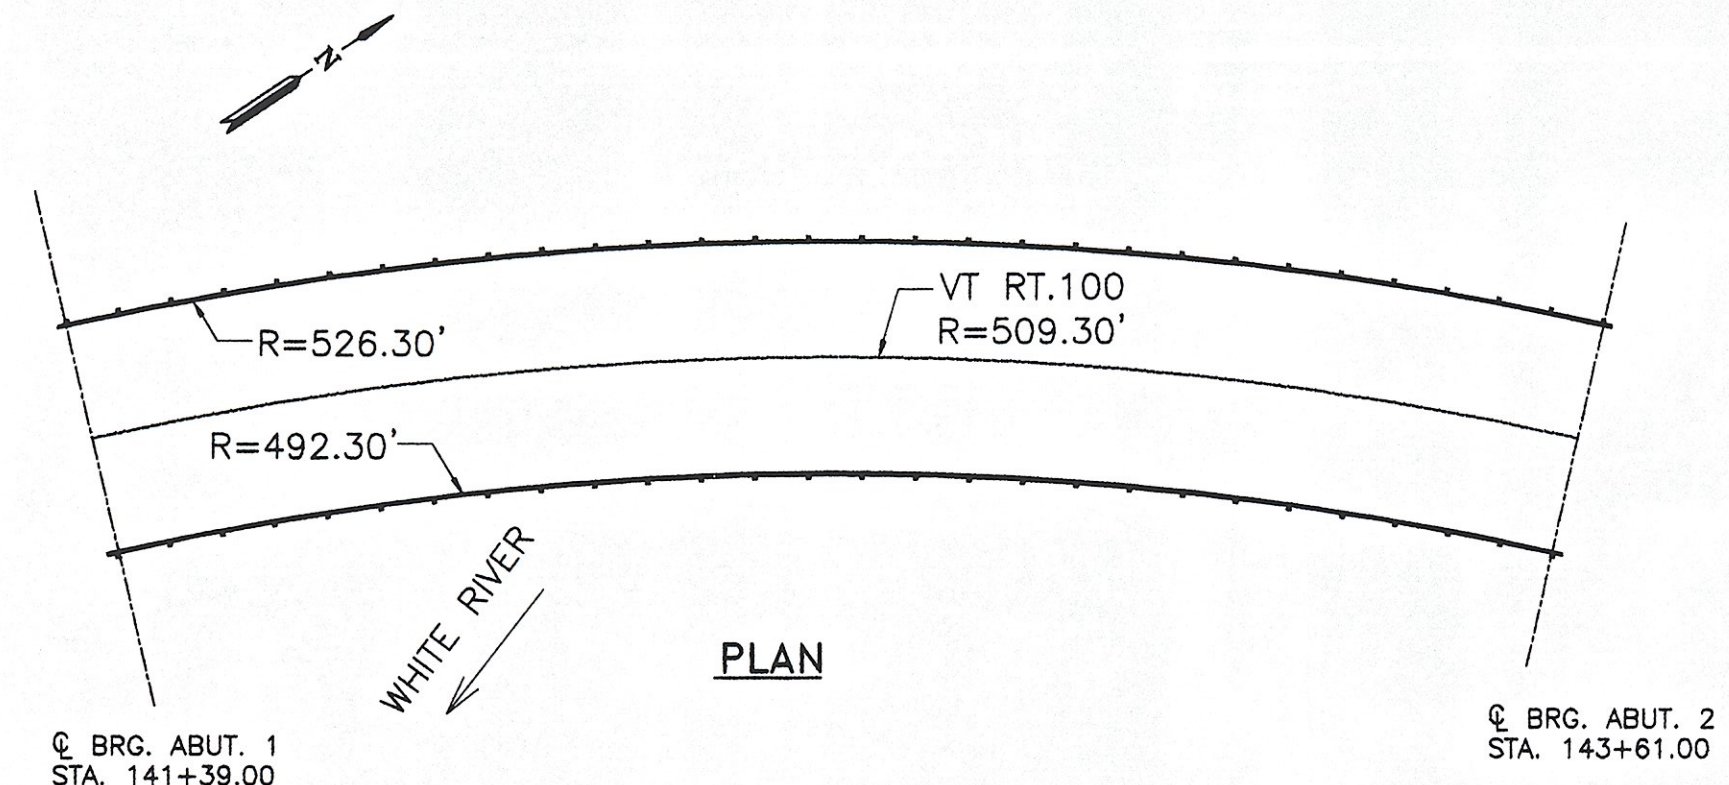 N
VT RT.100
R=509.30'
R=526.30'
R=492.30'
WHITE RIVER
PLAN
℄ BRG. ABUT. 1
STA. 141+39.00
℄ BRG. ABUT. 2
STA. 143+61.00